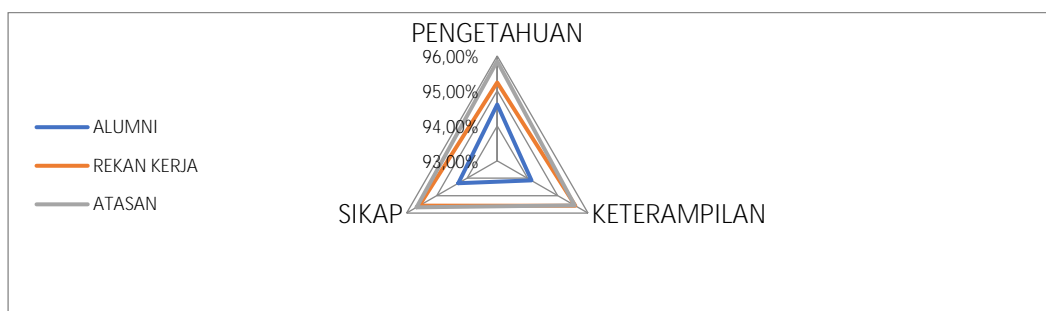 PENGETAHUAN
96,00%
95,00%
94,00%
93,00%
ALUMNI
REKAN KERJA
ATASAN
SIKAP
KETERAMPILAN